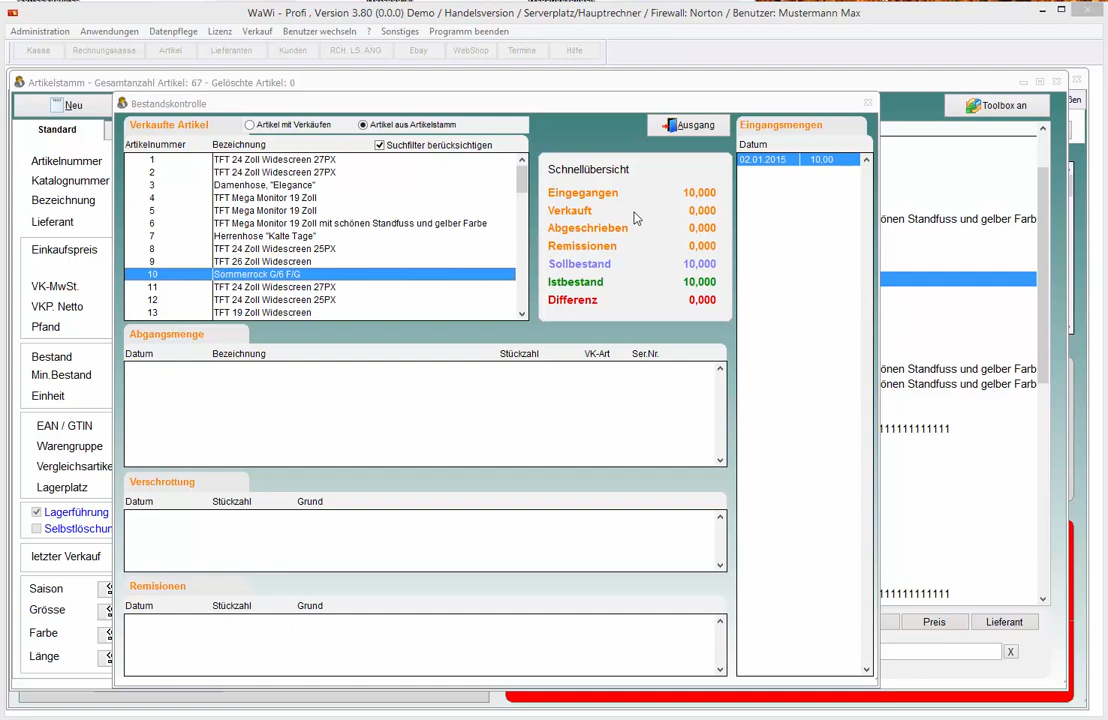 WaWi - Profi , Version 3.80 (0.0.0) Demo / Handelsversion / Serverplatz/Hauptrechner / Firewall: Norton / Benutzer: Mustermann Max
Administration Anwendungen Datenpflege Lizenz Verkauf Benutzer wechseln ? Sonstiges Programm beenden
Kasse Rechnungskasse Artikel Lieferanten Kunden RCH. LS. ANG Ebay WebShop Termine Hilfe
Artikelstamm - Gesamtanzahl Artikel: 67 - Gelöschte Artikel: 0
Neu
Bestandskontrolle
Toolbox an
Standard
Verkaufte Artikel
Artikel mit Verkäufen
Artikel aus Artikelstamm
Ausgang
Eingangsmengen
Artikelnummer Bezeichnung
Suchfilter berücksichtigen
Datum
02.01.2015 10,00
1 TFT 24 Zoll Widescreen 27PX
2 TFT 24 Zoll Widescreen 27PX
3 Damenhose, "Elegance"
4 TFT Mega Monitor 19 Zoll
5 TFT Mega Monitor 19 Zoll
6 TFT Mega Monitor 19 Zoll mit schönen Standfuss und gelber Farbe
7 Herrenhose "Kalte Tage"
8 TFT 24 Zoll Widescreen 25PX
9 TFT 26 Zoll Widescreen
10 Sommerrock G/6 F/G
11 TFT 24 Zoll Widescreen 27PX
12 TFT 24 Zoll Widescreen 25PX
13 TFT 19 Zoll Widescreen
Schnellübersicht
Eingegangen 10,000
Verkauft 0,000
Abgeschrieben 0,000
Remissionen 0,000
Sollbestand 10,000
Istbestand 10,000
Differenz 0,000
Abgangsmenge
Datum Bezeichnung Stückzahl VK-Art Ser.Nr.
Verschrottung
Datum Stückzahl Grund
Remisionen
Datum Stückzahl Grund
Artikelnummer
Katalognummer
Bezeichnung
Lieferant
Einkaufspreis
VK-MwSt.
VKP. Netto
Pfand
Bestand
Min.Bestand
Einheit
EAN / GTIN
Warengruppe
Vergleichsartike
Lagerplatz
Lagerführung
Selbstlöschun
letzter Verkauf
Saison
Grösse
Farbe
Länge
önen Standfuss und gelber Farb
önen Standfuss und gelber Farb
önen Standfuss und gelber Farb
Preis Lieferant
X